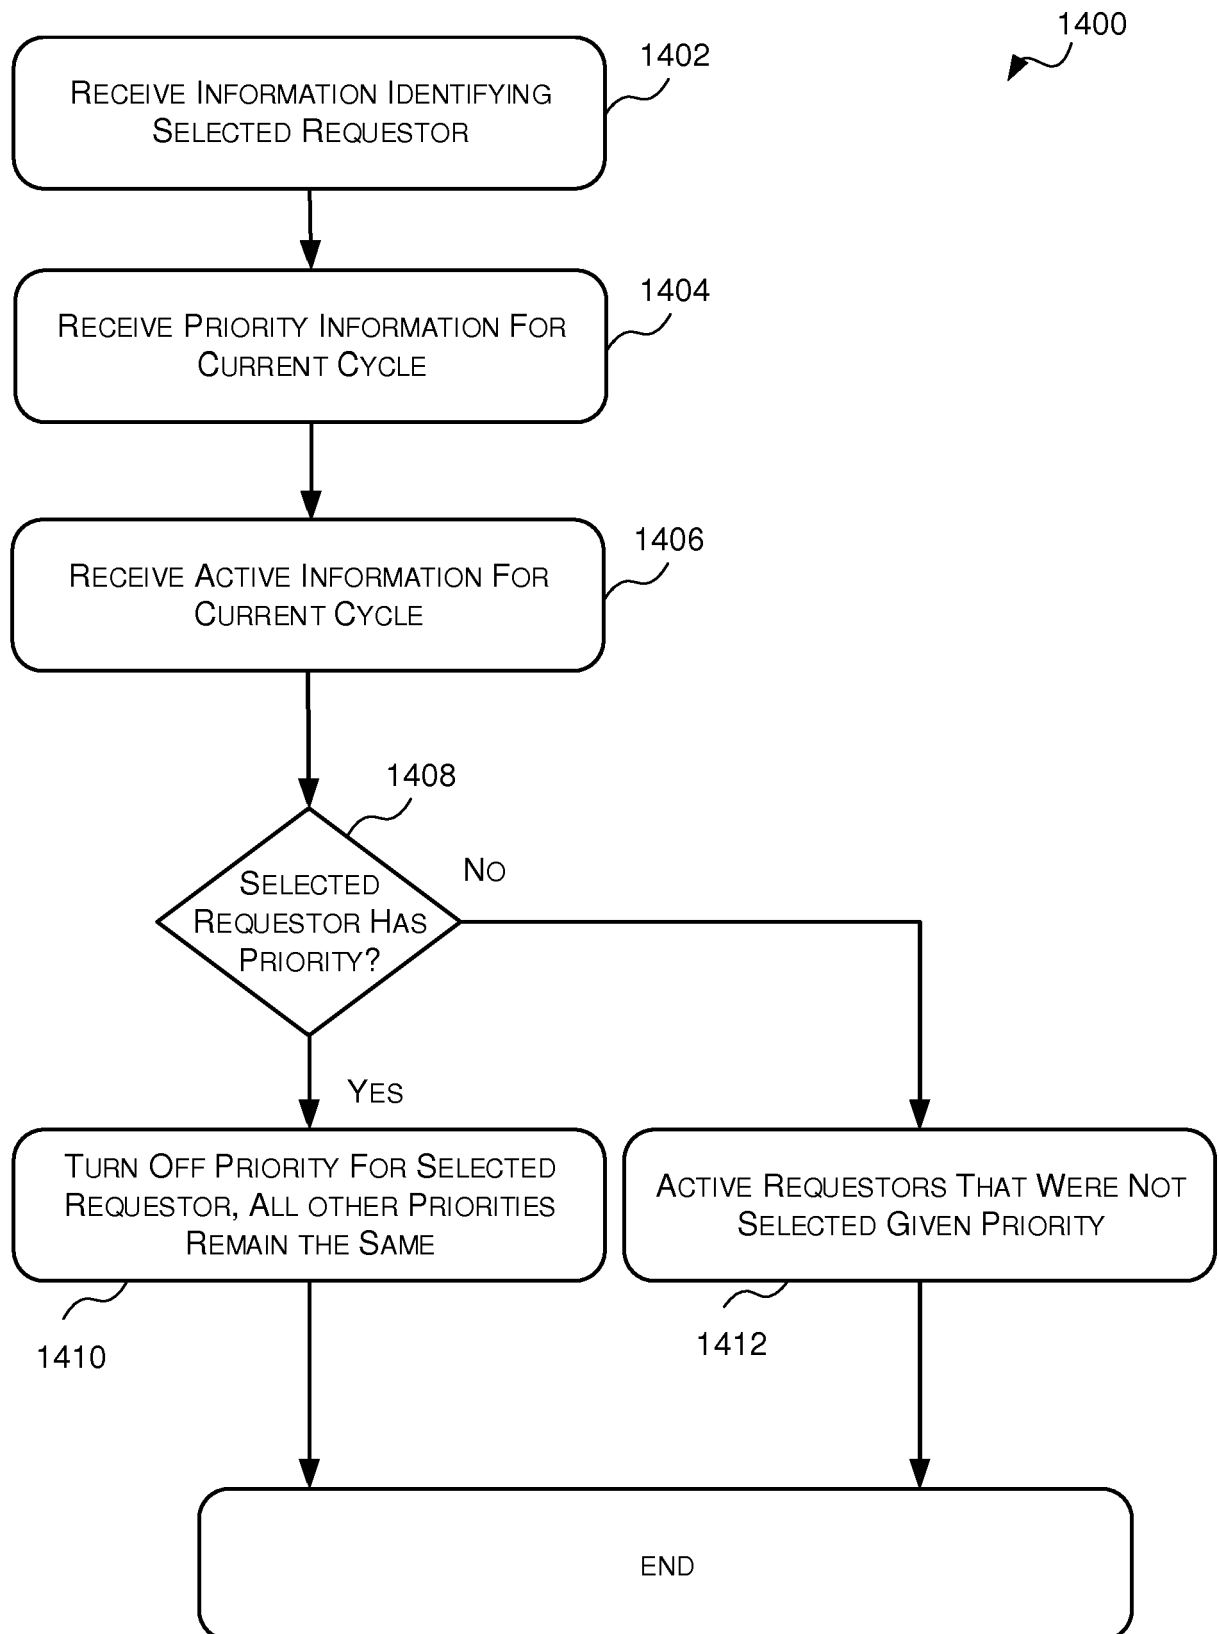 1400
1402
RECEIVE INFORMATION IDENTIFYING
SELECTED REQUESTOR
1404
RECEIVE PRIORITY INFORMATION FOR
CURRENT CYCLE
1406
RECEIVE ACTIVE INFORMATION FOR
CURRENT CYCLE
1408
SELECTED
REQUESTOR HAS
PRIORITY?
NO
YES
TURN OFF PRIORITY FOR SELECTED
REQUESTOR, ALL OTHER PRIORITIES
REMAIN THE SAME
1410
ACTIVE REQUESTORS THAT WERE NOT
SELECTED GIVEN PRIORITY
1412
END